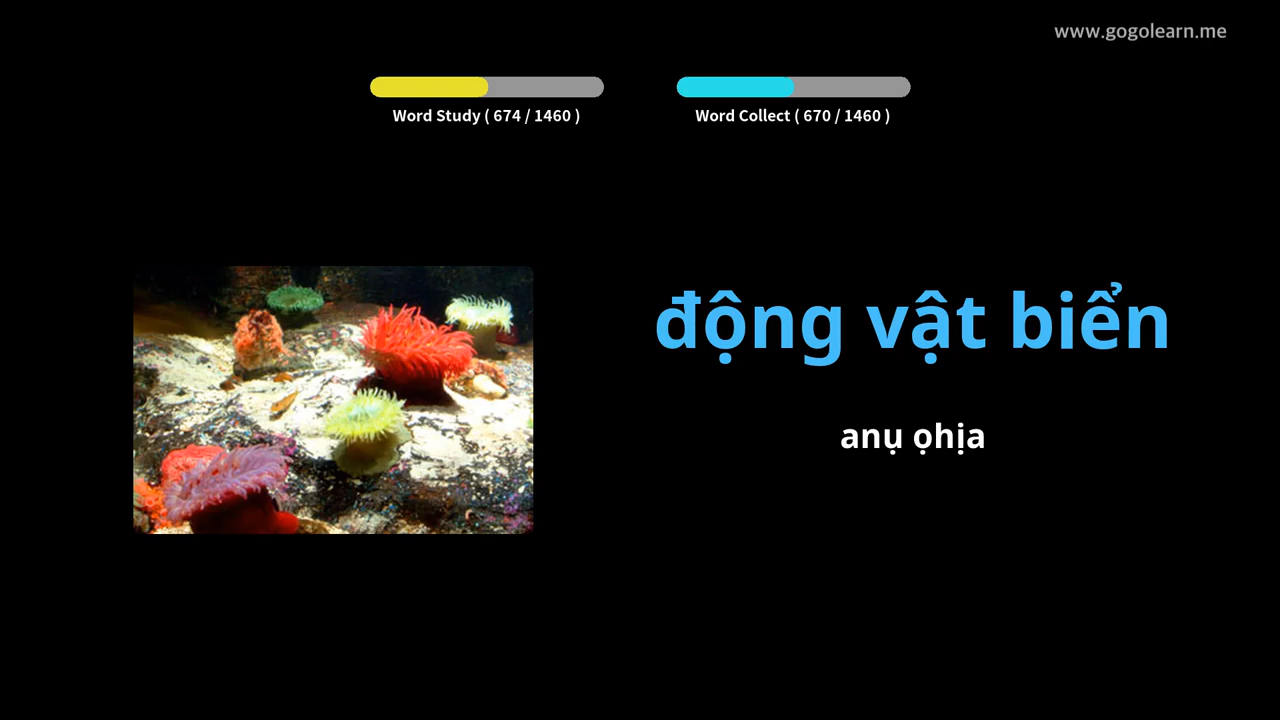 www.gogolearn.me
Word Study ( 674 / 1460 )
Word Collect ( 670 / 1460 )
động vật biển
anụ ọhịa